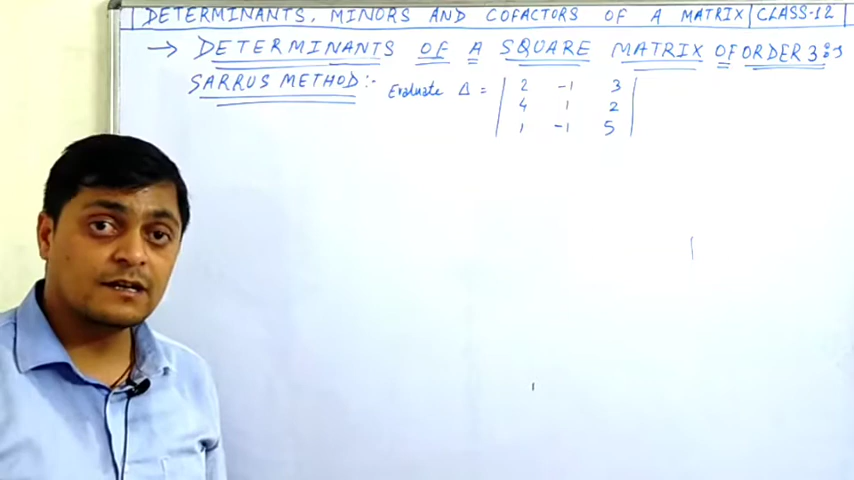 DETERMINANTS, MINORS AND COFACTORS OF A MATRIX | CLASS-12
→ DETERMINANTS OF A SQUARE MATRIX OF ORDER 3:-
SARRUS METHOD:- Evaluate Δ = | 2 -1 3 |
| 4 1 2 |
| 1 -1 5 |